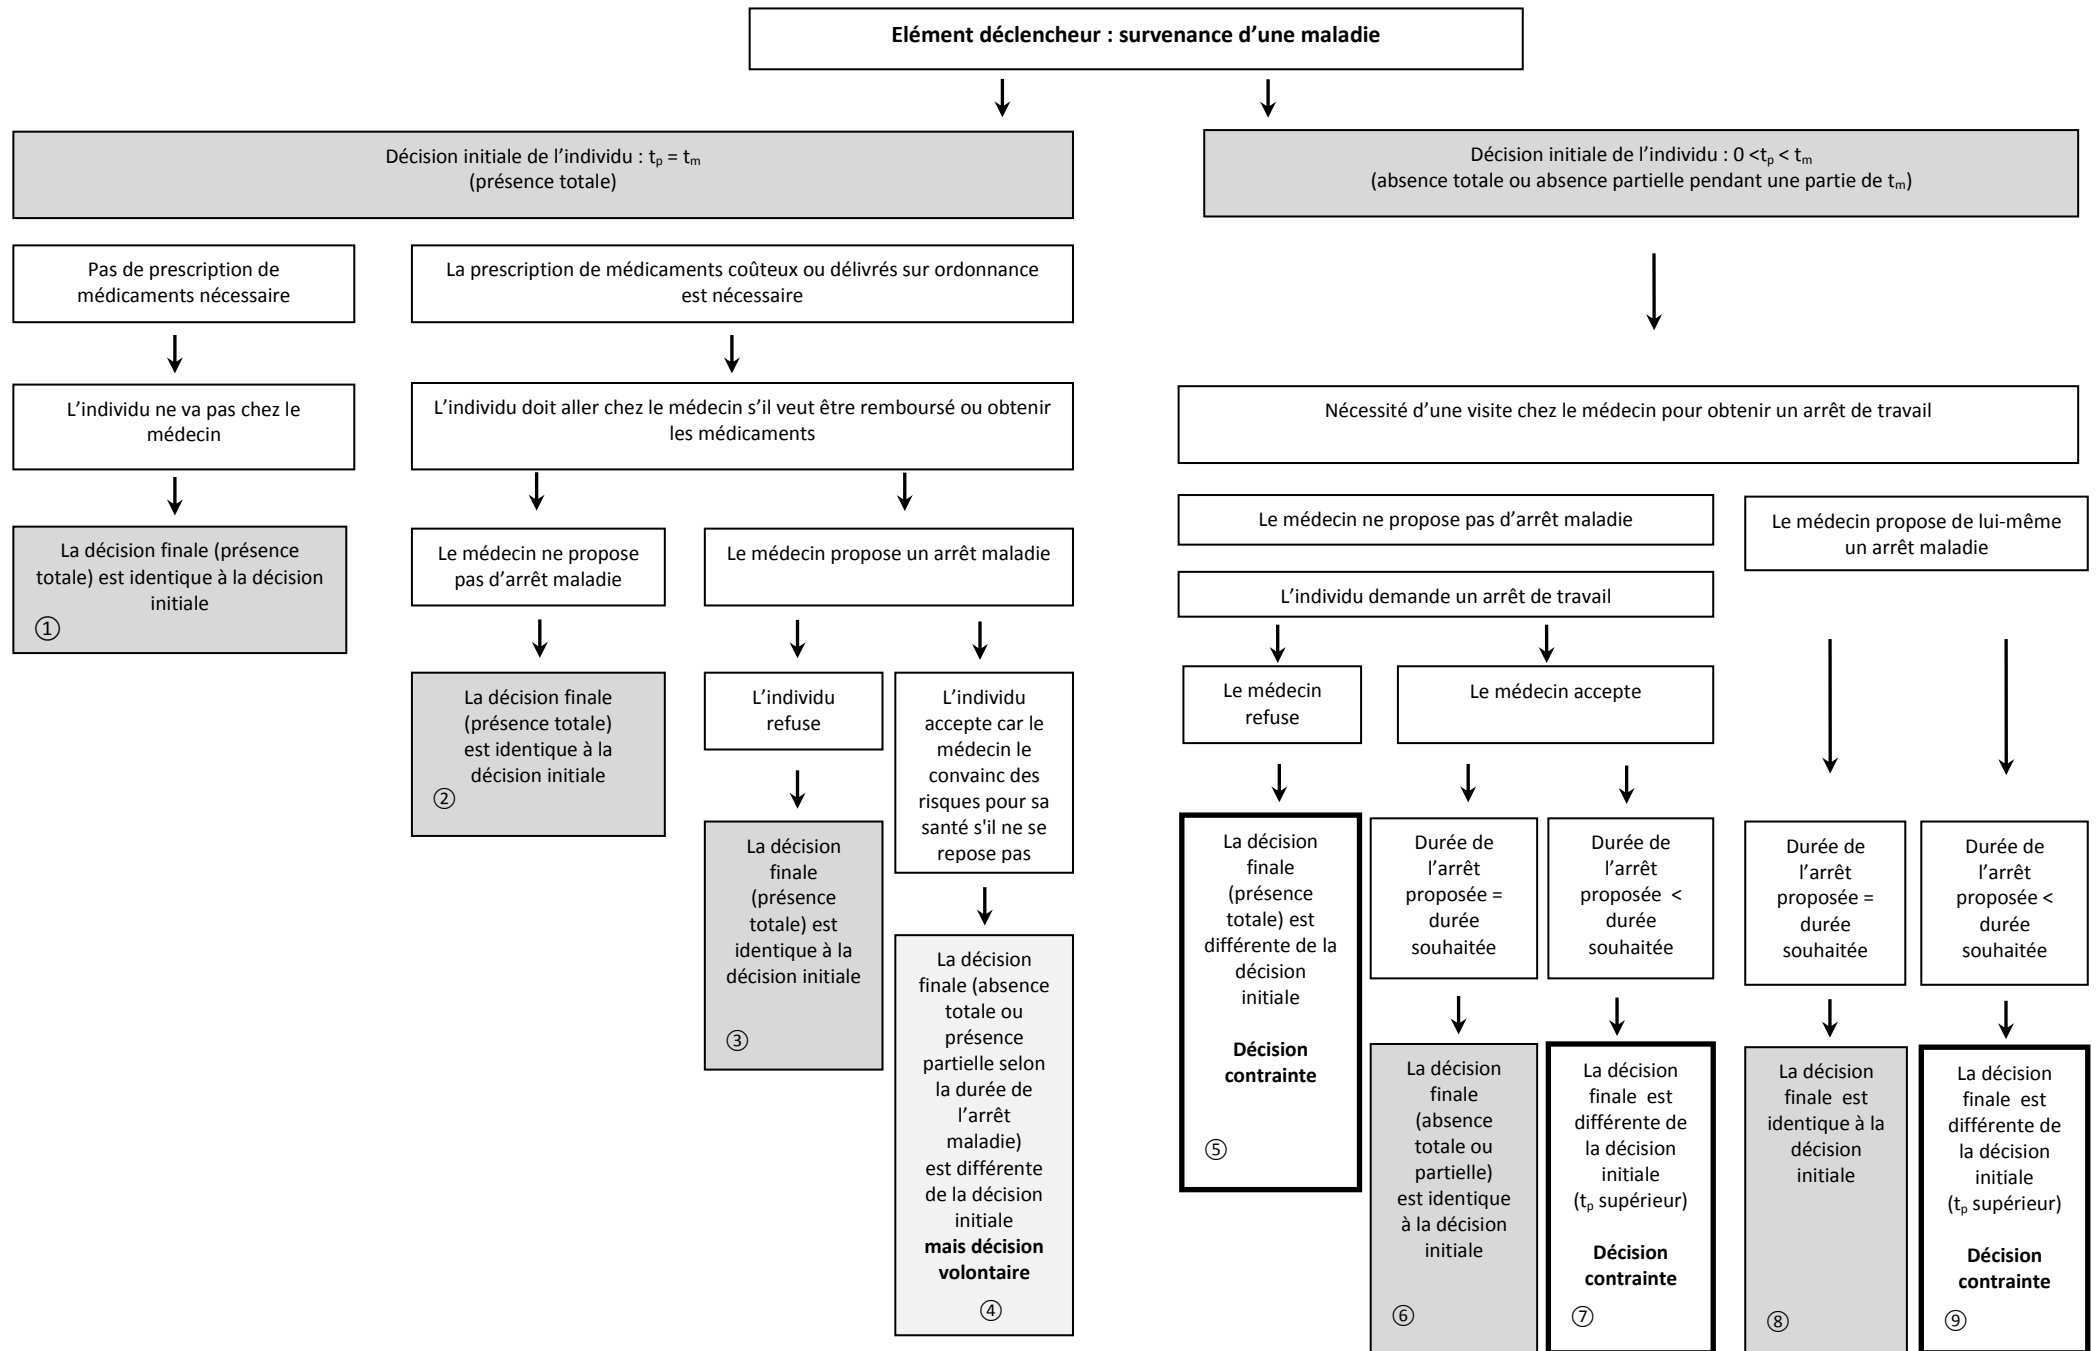 Elément déclencheur : survenance d'une maladie
Décision initiale de l'individu : tp = tm
(présence totale)
Décision initiale de l'individu : 0 <tp < tm
(absence totale ou absence partielle pendant une partie de tm)
Pas de prescription de
médicaments nécessaire
La prescription de médicaments coûteux ou délivrés sur ordonnance
est nécessaire
L'individu ne va pas chez le
médecin
L'individu doit aller chez le médecin s'il veut être remboursé ou obtenir
les médicaments
Nécessité d'une visite chez le médecin pour obtenir un arrêt de travail
La décision finale (présence
totale) est identique à la décision
initiale
①
Le médecin ne propose
pas d'arrêt maladie
Le médecin propose un arrêt maladie
Le médecin ne propose pas d'arrêt maladie
Le médecin propose de lui-même
un arrêt maladie
L'individu demande un arrêt de travail
La décision finale
(présence totale)
est identique à la
décision initiale
②
L'individu
refuse
L'individu
accepte car le
médecin le
convainc des
risques pour sa
santé s'il ne se
repose pas
Le médecin
refuse
Le médecin accepte
La décision
finale
(présence
totale) est
identique à la
décision initiale
③
La décision
finale (absence
totale ou
présence
partielle selon
la durée de
l'arrêt
maladie)
est différente
de la décision
initiale
mais décision
volontaire
④
La décision
finale
(présence
totale) est
différente de la
décision
initiale
Décision
contrainte
⑤
Durée de
l'arrêt
proposée =
durée
souhaitée
Durée de
l'arrêt
proposée <
durée
souhaitée
Durée de
l'arrêt
proposée =
durée
souhaitée
Durée de
l'arrêt
proposée <
durée
souhaitée
La décision
finale
(absence
totale ou
partielle)
est identique
à la décision
initiale
⑥
La décision
finale est
différente de
la décision
initiale
(tp supérieur)
Décision
contrainte
⑦
La décision
finale est
identique à la
décision
initiale
⑧
La décision
finale est
différente de
la décision
initiale
(tp supérieur)
Décision
contrainte
⑨